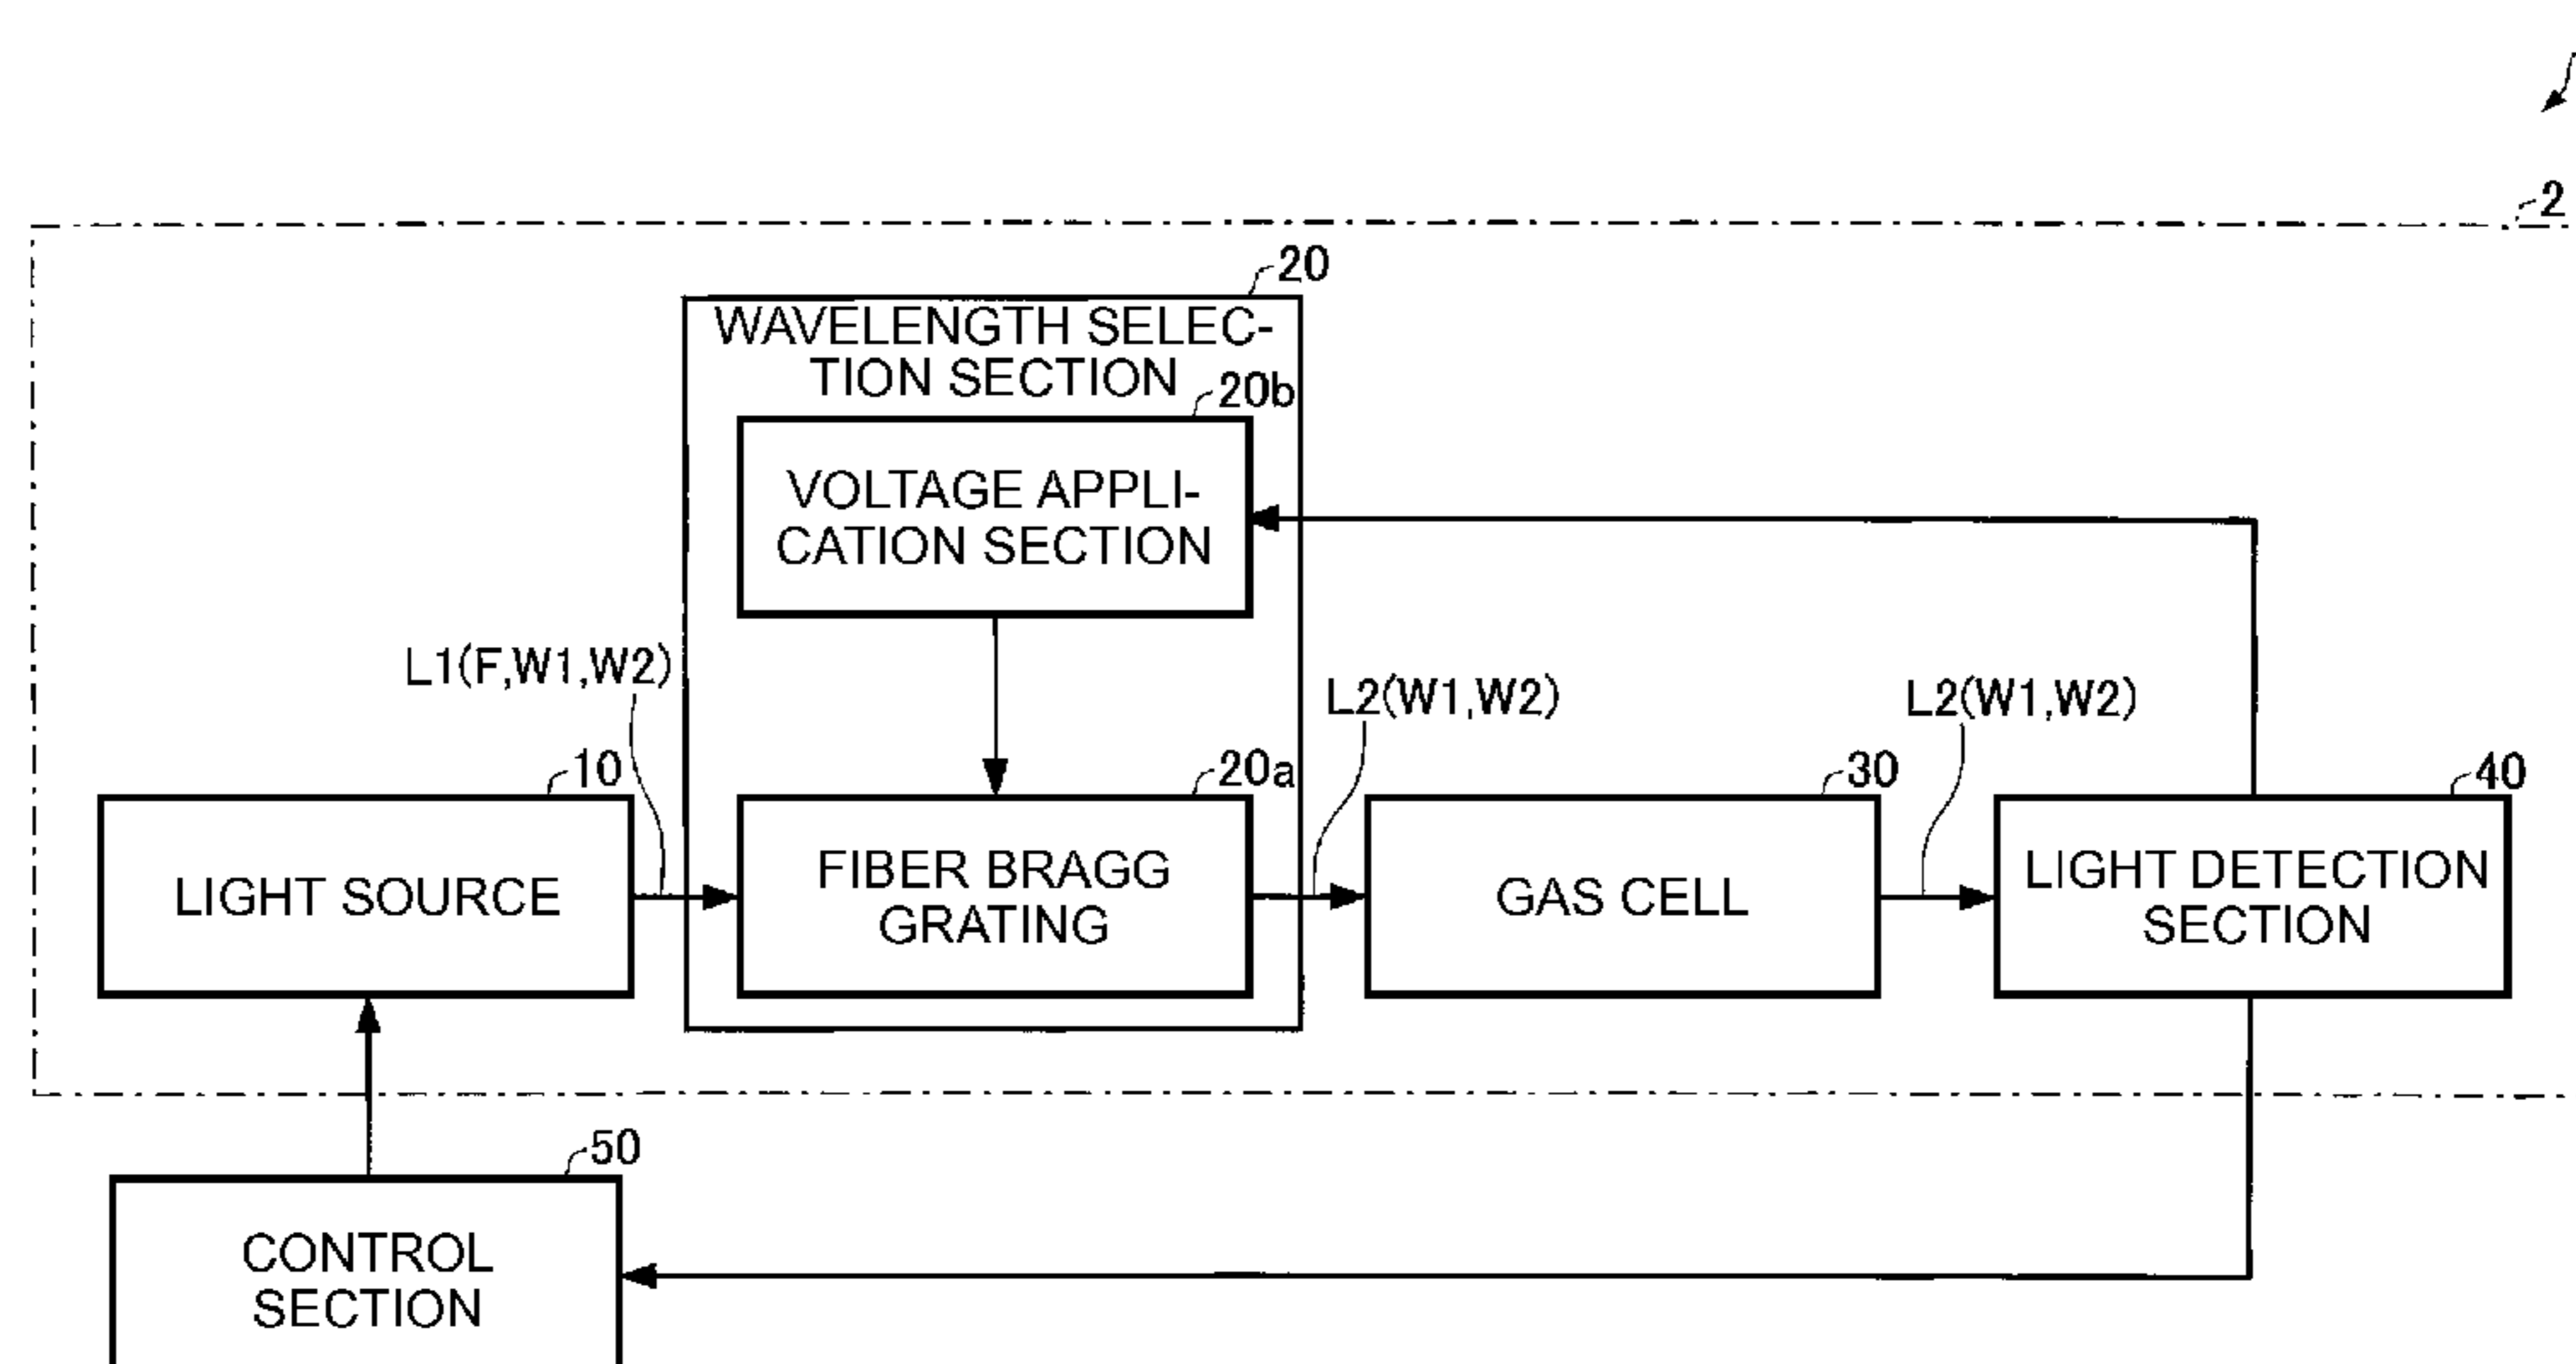 2
20
WAVELENGTH SELEC-
TION SECTION
20b
VOLTAGE APPLI-
CATION SECTION
L1(F,W1,W2)
L2(W1,W2)
L2(W1,W2)
10
20a
30
40
LIGHT SOURCE
FIBER BRAGG
GRATING
GAS CELL
LIGHT DETECTION
SECTION
50
CONTROL
SECTION